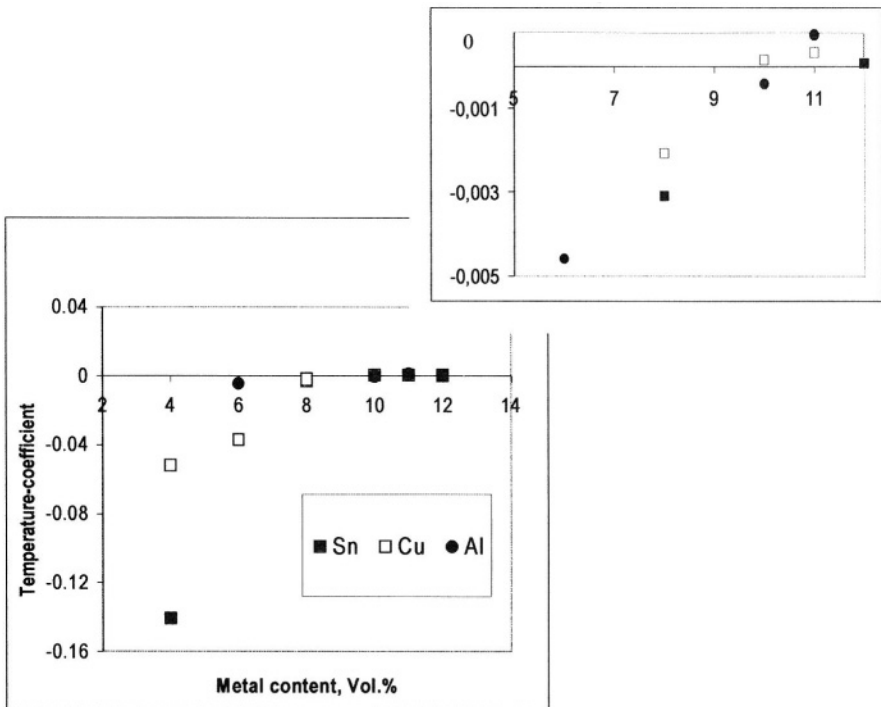 0
5 7 9 11
-0,001
-0,003
-0,005
0.04
0
2 4 6 8 10 12 14
-0.04
-0.08
-0.12
-0.16
Temperature-coefficient
Sn Cu Al
Metal content, Vol.%